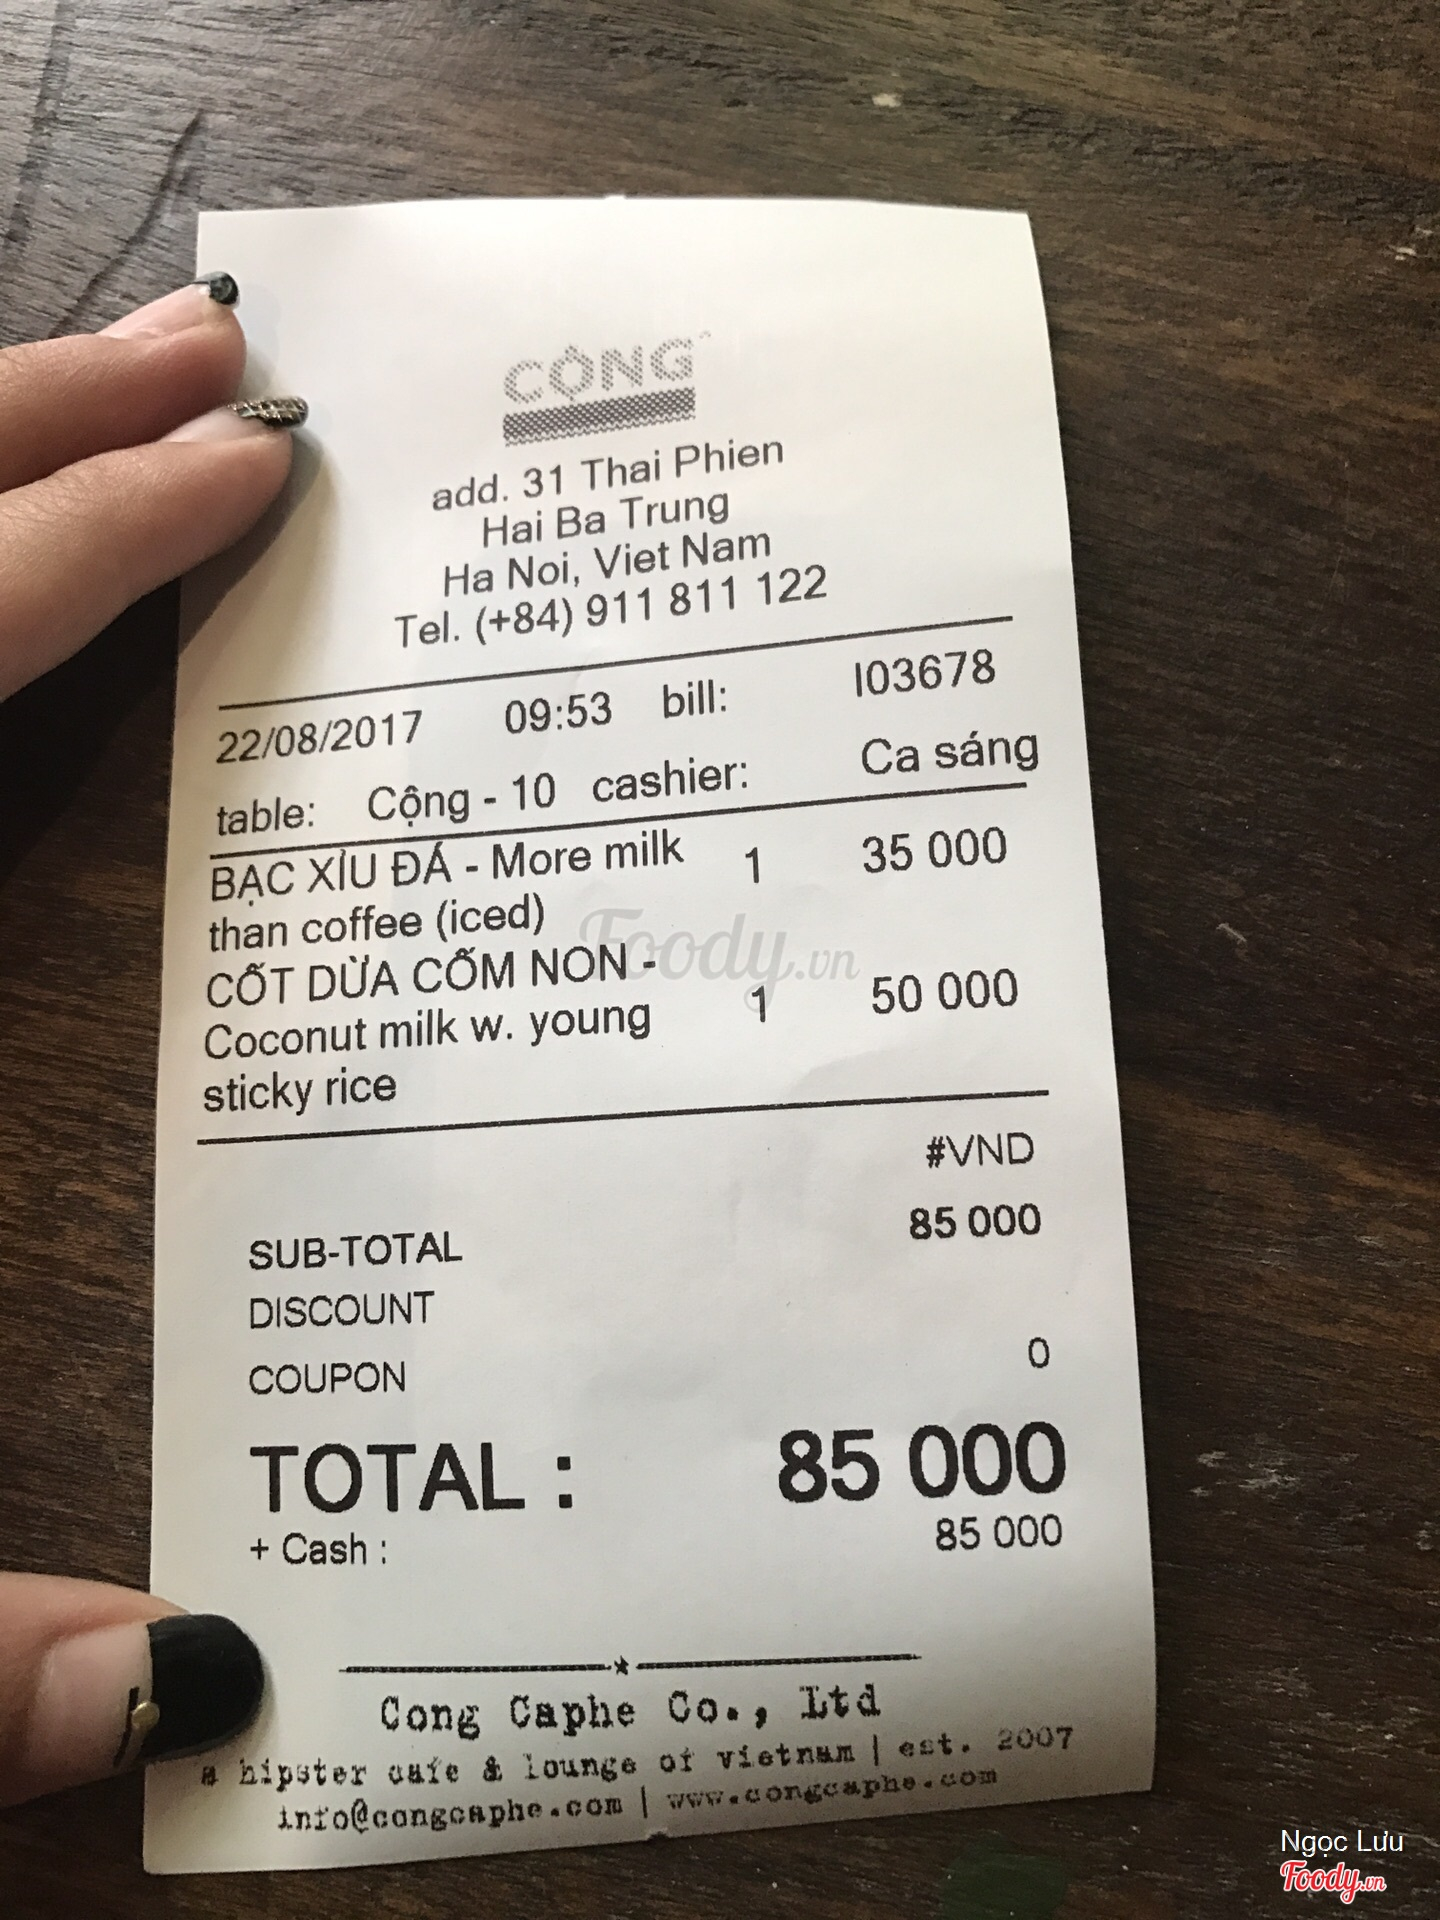 CỘNG
add. 31 Thai Phien
Hai Ba Trung
Ha Noi, Viet Nam
Tel. (+84) 911 811 122
22/08/2017 09:53 bill: I03678
table: Cộng - 10 cashier: Ca sáng
BẠC XỈU ĐÁ - More milk 1 35 000
than coffee (iced)
CỐT DỪA CỐM NON -
Coconut milk w. young 1 50 000
sticky rice
#VND
SUB-TOTAL 85 000
DISCOUNT
COUPON 0
TOTAL : 85 000
+ Cash : 85 000
Cong Caphe Co., Ltd
a hipster cafe & lounge of vietnam | est. 2007
info@congcaphe.com | www.congcaphe.com
Foody.vn
Ngọc Lưu
Foody.vn